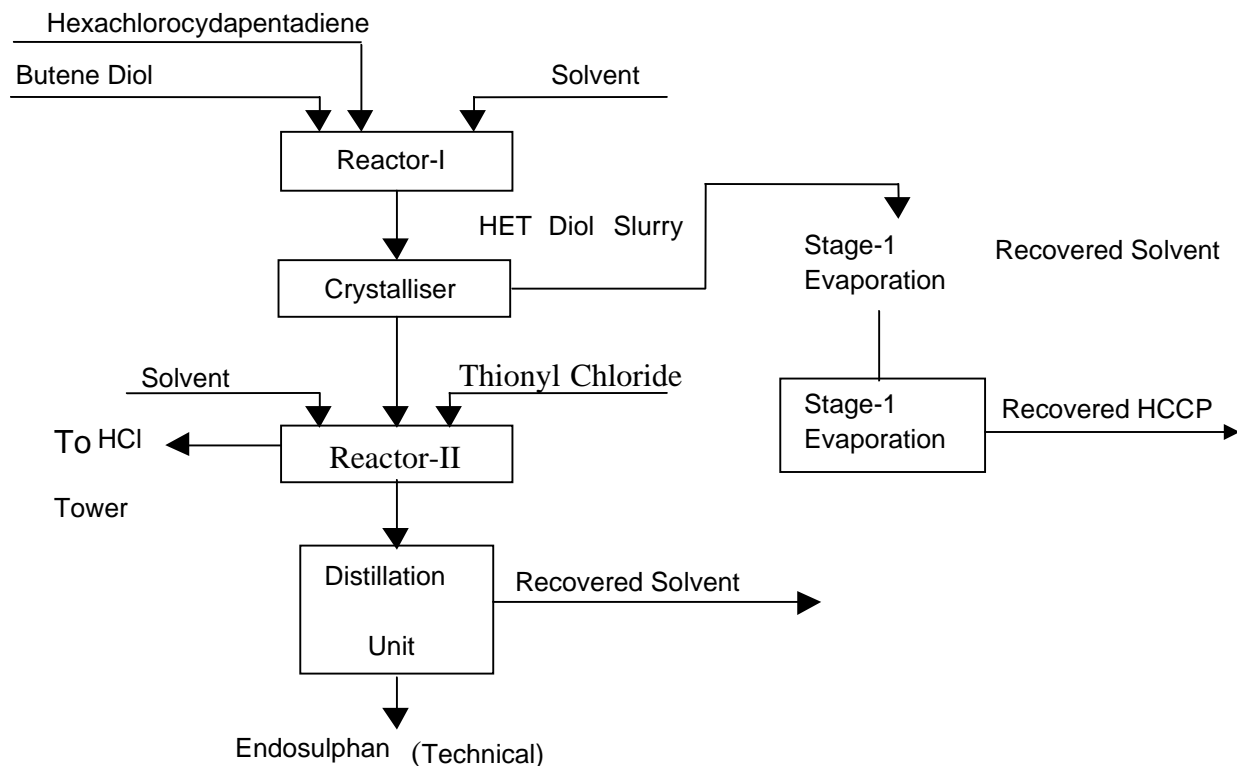 Hexachlorocydapentadiene
Butene Diol
Solvent
Reactor-I
HET Diol Slurry
Stage-1
Evaporation
Recovered Solvent
Crystalliser
Solvent
Thionyl Chloride
Stage-1
Evaporation
Recovered HCCP
To HCl
Tower
Reactor-II
Distillation
Unit
Recovered Solvent
Endosulphan (Technical)